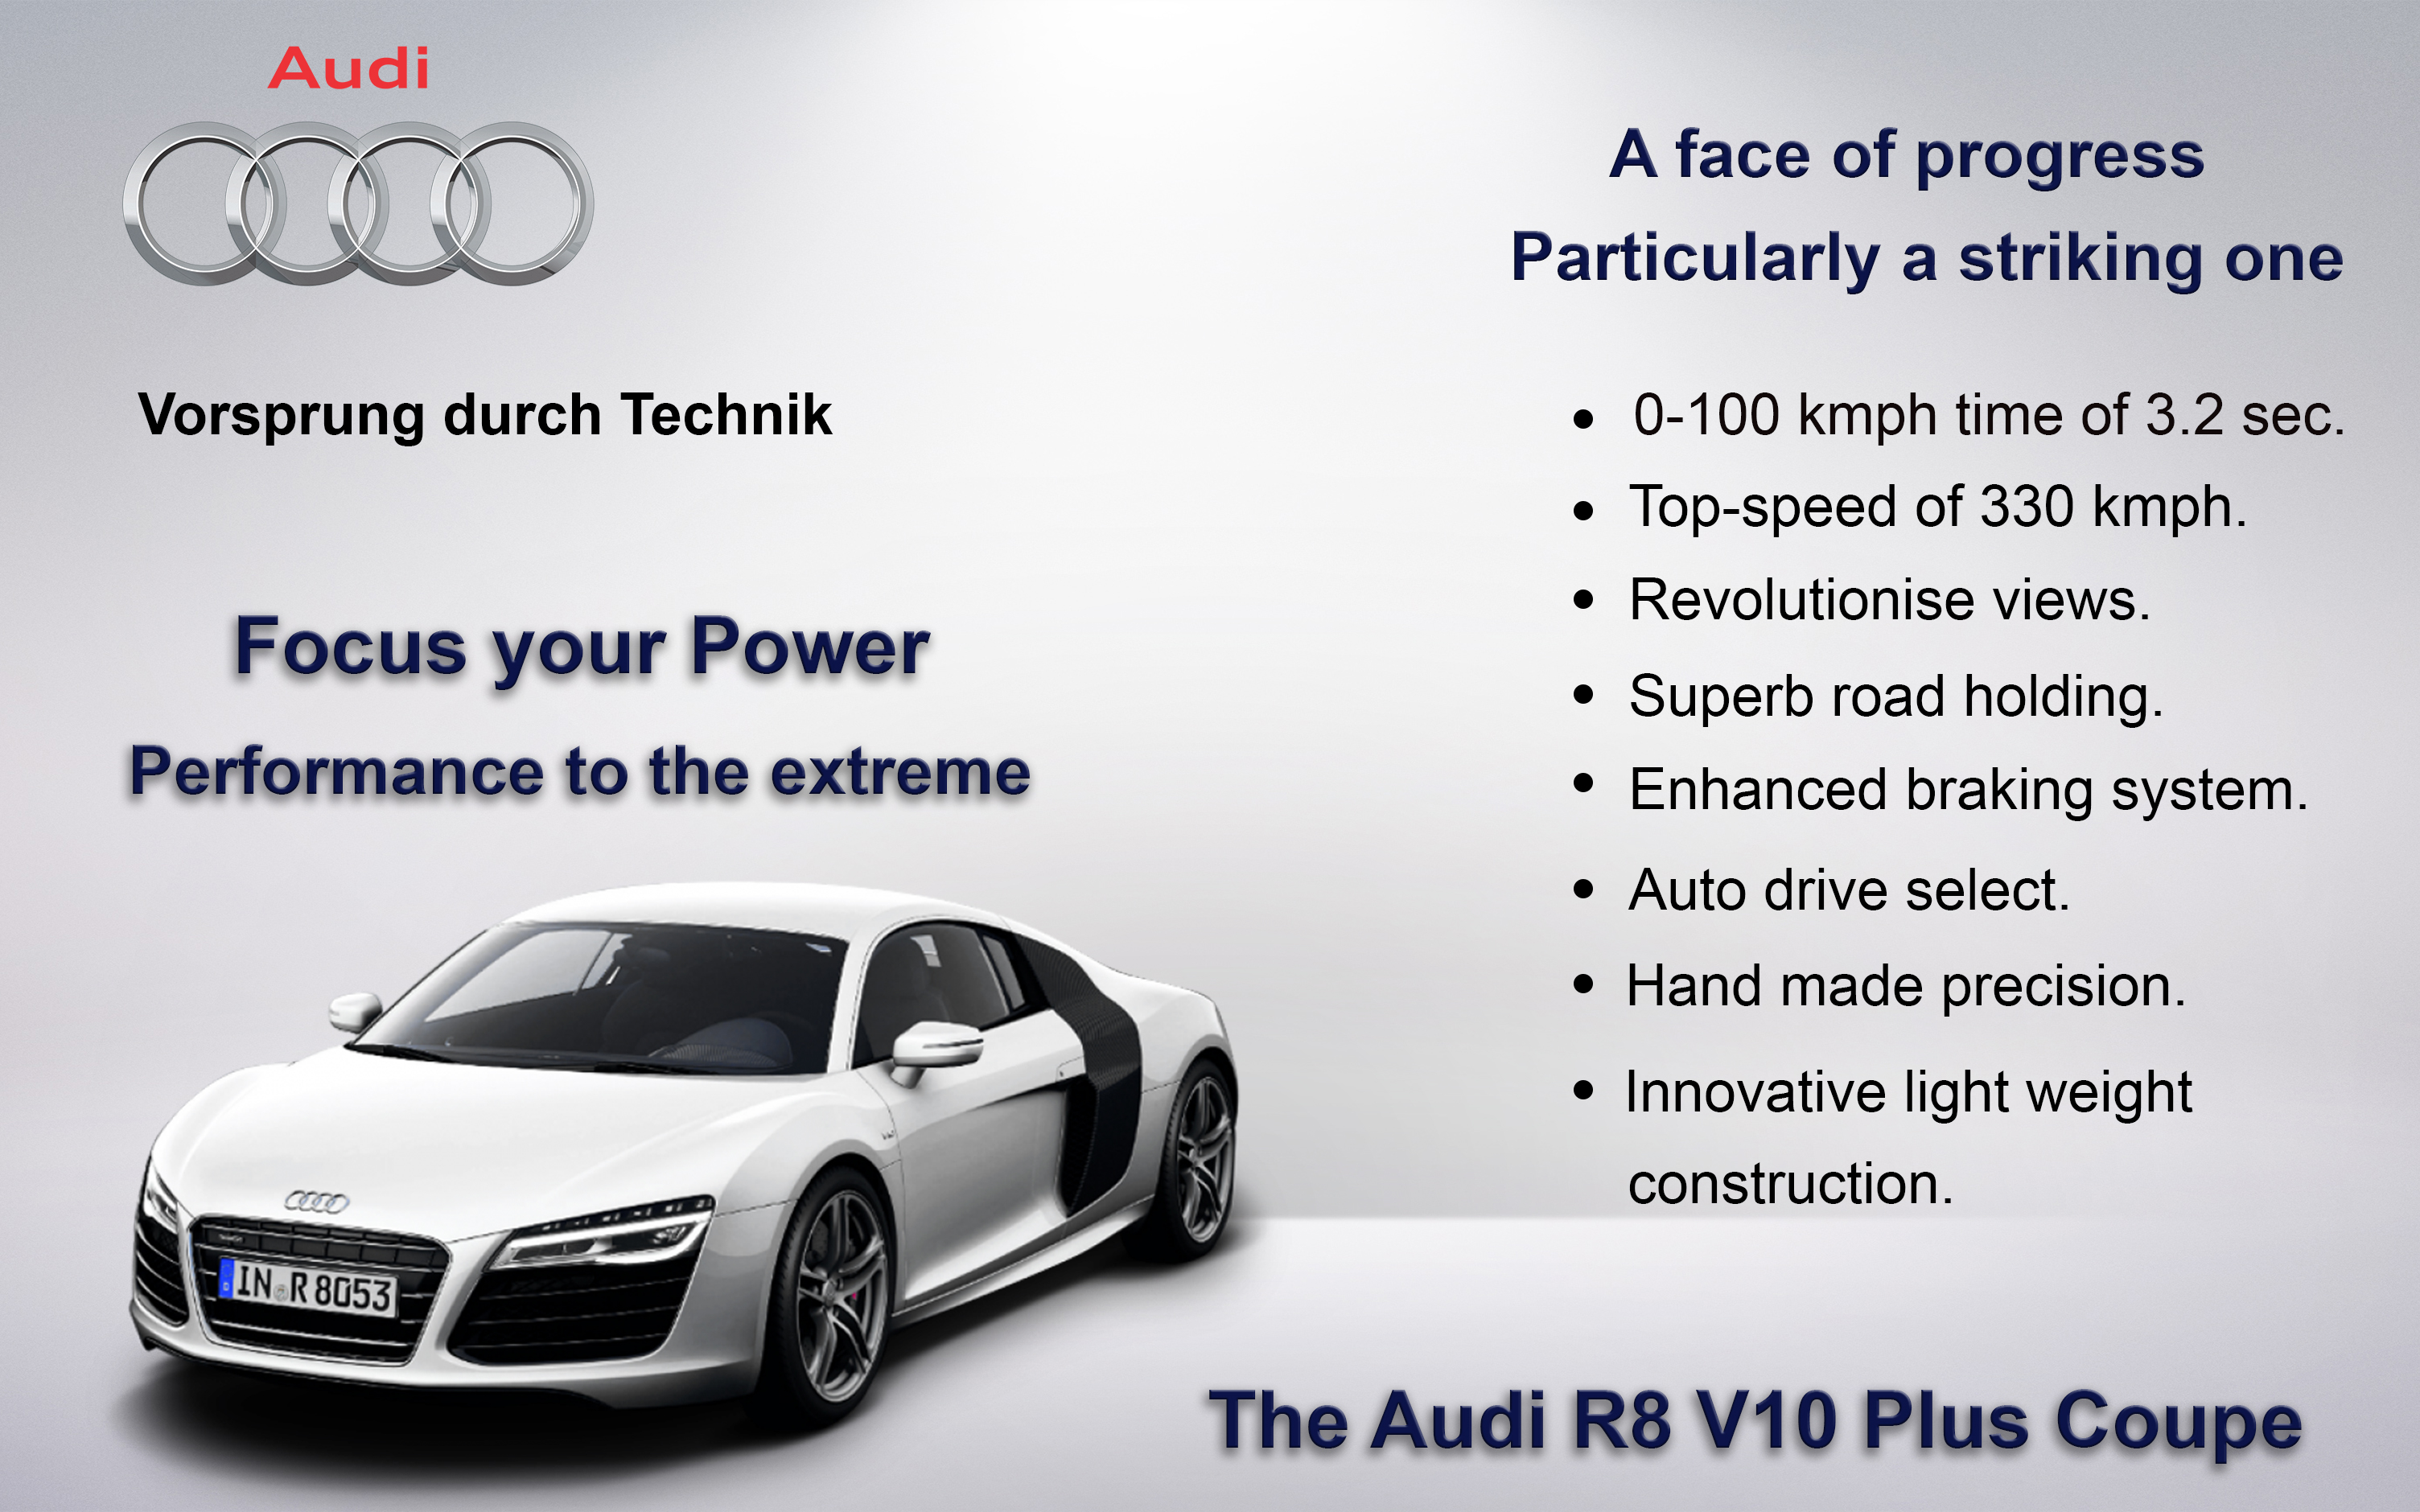 Audi
Vorsprung durch Technik
Focus your Power
Performance to the extreme
IN R 8053
A face of progress
Particularly a striking one
• 0-100 kmph time of 3.2 sec.
• Top-speed of 330 kmph.
• Revolutionise views.
• Superb road holding.
• Enhanced braking system.
• Auto drive select.
• Hand made precision.
• Innovative light weight
construction.
The Audi R8 V10 Plus Coupe